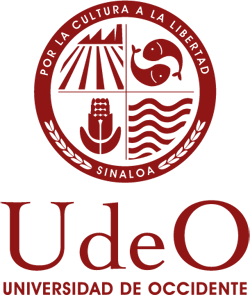 POR LA CULTURA A LA LIBERTAD
SINALOA
UdeO
UNIVERSIDAD DE OCCIDENTE